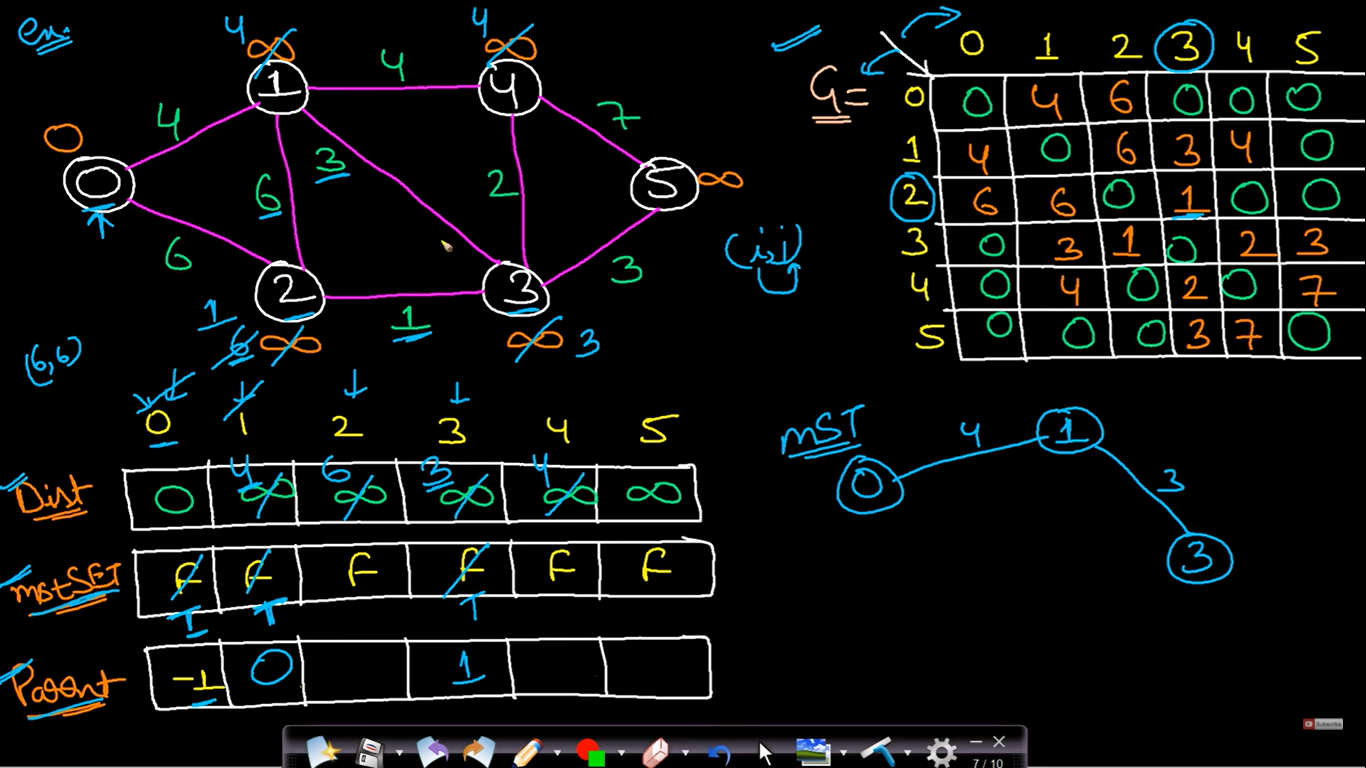 ex:
4 ∞ 4 ∞
1 4 4
4 7
0 0 3 6 2 5 ∞
6
2 1 3 3
1 6 ∞ ∞ 3
(6,6)
(i,j)
G =
0 1 2 3 4 5
0 0 4 6 0 0 0
1 4 0 6 3 4 0
2 6 6 0 1 0 0
3 0 3 1 0 2 3
4 0 4 0 2 0 7
5 0 0 0 3 7 0
0 1 2 3 4 5
4 6 3 4
Dist 0 ∞ ∞ ∞ ∞ ∞
mstSET F F F F F F
T T T
Parent -1 0 1
MST
0 4 1
3
3
Subscribe
7 / 10